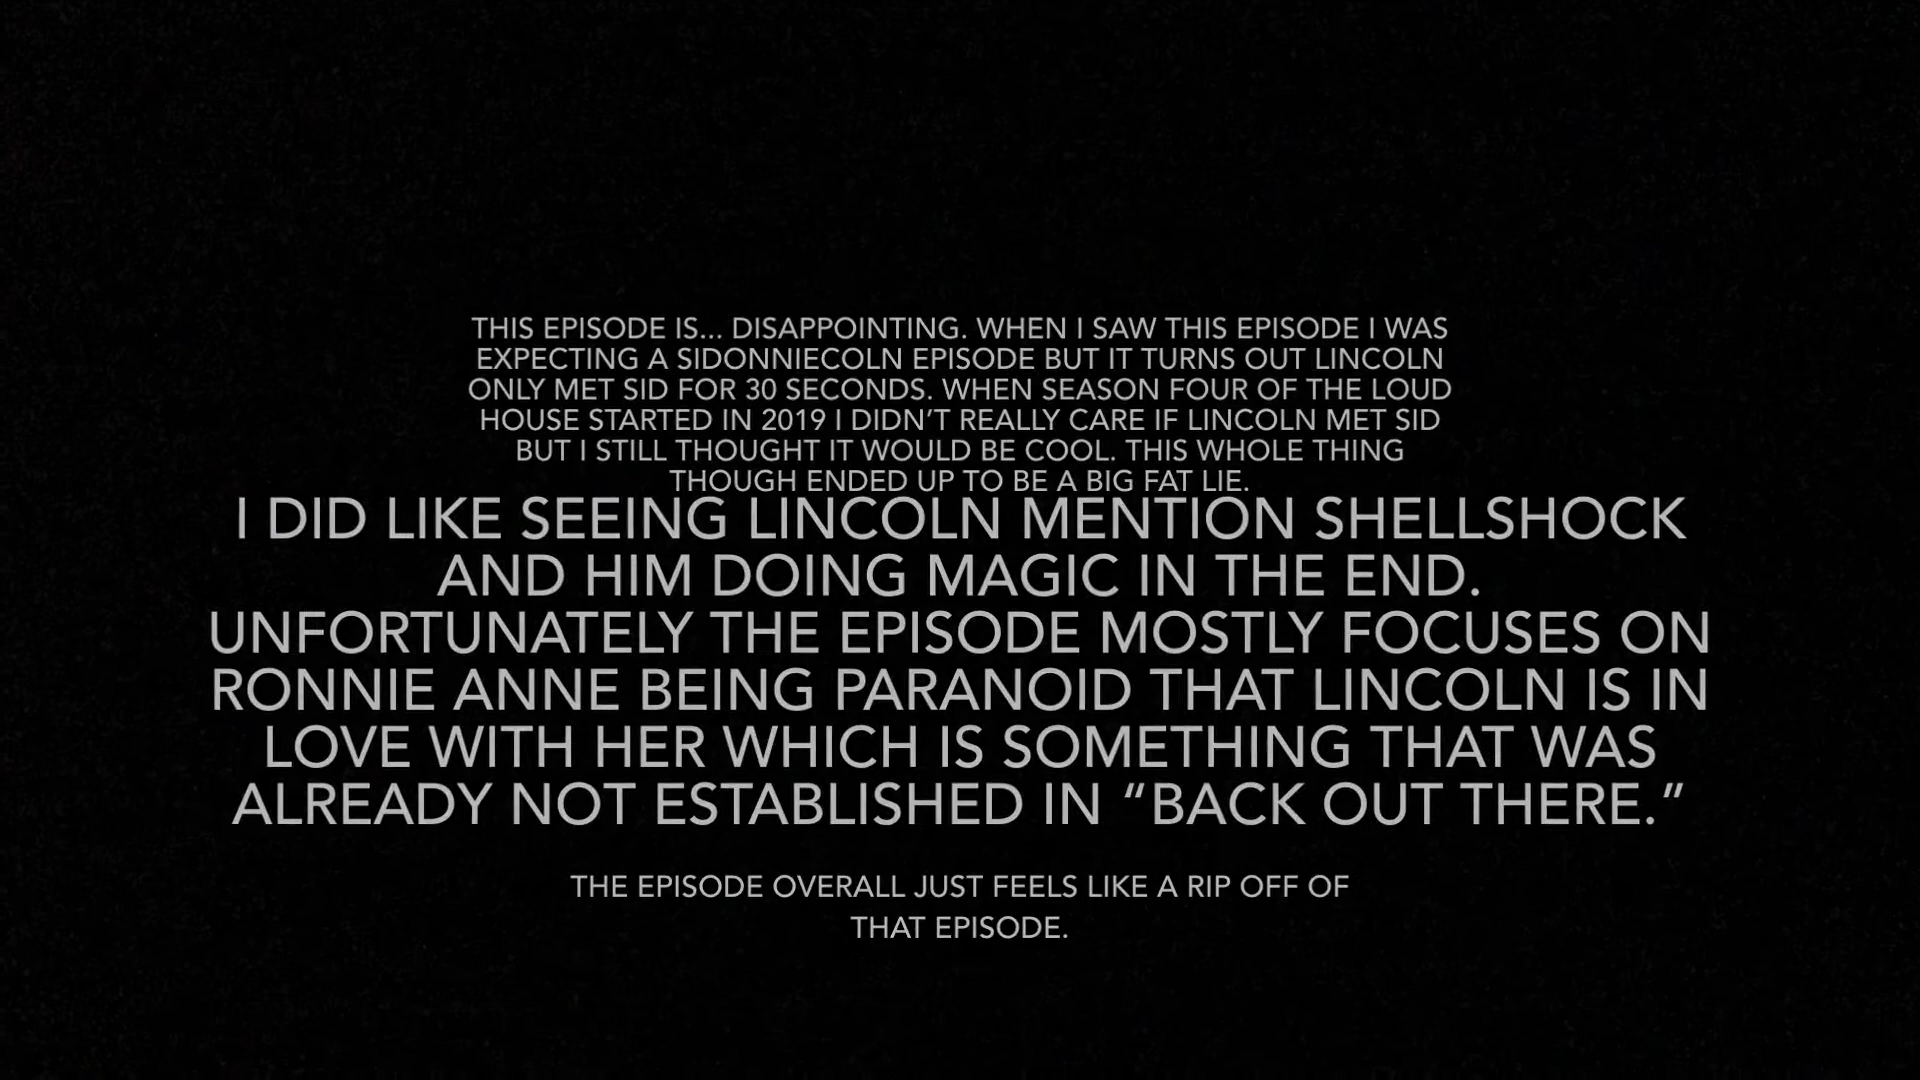 THIS EPISODE IS... DISAPPOINTING. WHEN I SAW THIS EPISODE I WAS
EXPECTING A SIDONNIECOLN EPISODE BUT IT TURNS OUT LINCOLN
ONLY MET SID FOR 30 SECONDS. WHEN SEASON FOUR OF THE LOUD
HOUSE STARTED IN 2019 I DIDN’T REALLY CARE IF LINCOLN MET SID
BUT I STILL THOUGHT IT WOULD BE COOL. THIS WHOLE THING
THOUGH ENDED UP TO BE A BIG FAT LIE.
I DID LIKE SEEING LINCOLN MENTION SHELLSHOCK
AND HIM DOING MAGIC IN THE END.
UNFORTUNATELY THE EPISODE MOSTLY FOCUSES ON
RONNIE ANNE BEING PARANOID THAT LINCOLN IS IN
LOVE WITH HER WHICH IS SOMETHING THAT WAS
ALREADY NOT ESTABLISHED IN “BACK OUT THERE.”
THE EPISODE OVERALL JUST FEELS LIKE A RIP OFF OF
THAT EPISODE.